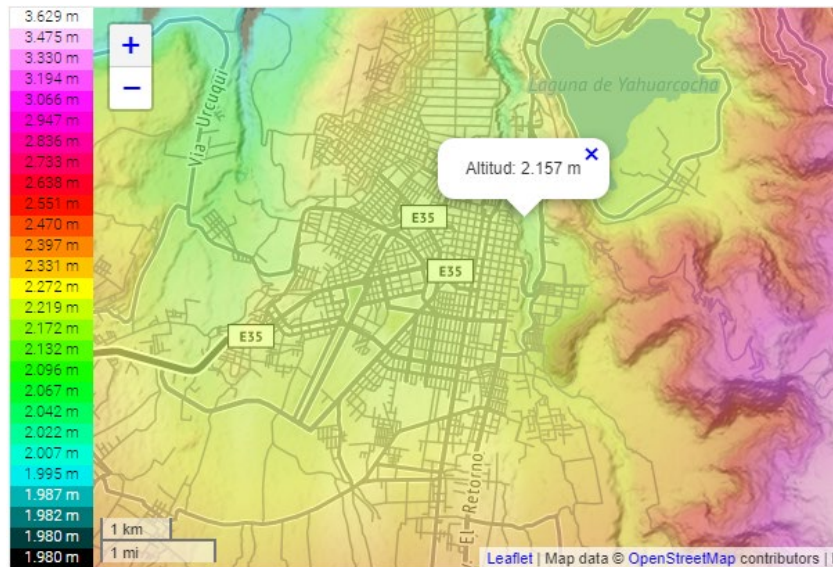 3.629 m
3.475 m
3.330 m
3.194 m
3.066 m
2.947 m
2.836 m
2.733 m
2.638 m
2.551 m
2.470 m
2.397 m
2.331 m
2.272 m
2.219 m
2.172 m
2.132 m
2.096 m
2.067 m
2.042 m
2.022 m
2.007 m
1.995 m
1.987 m
1.982 m
1.980 m
1.980 m
+
−
Via Urcuqui
Laguna de Yahuarcocha
Altitud: 2.157 m ×
E35
E35
E35
El Retorno
1 km
1 mi
Leaflet | Map data © OpenStreetMap contributors |